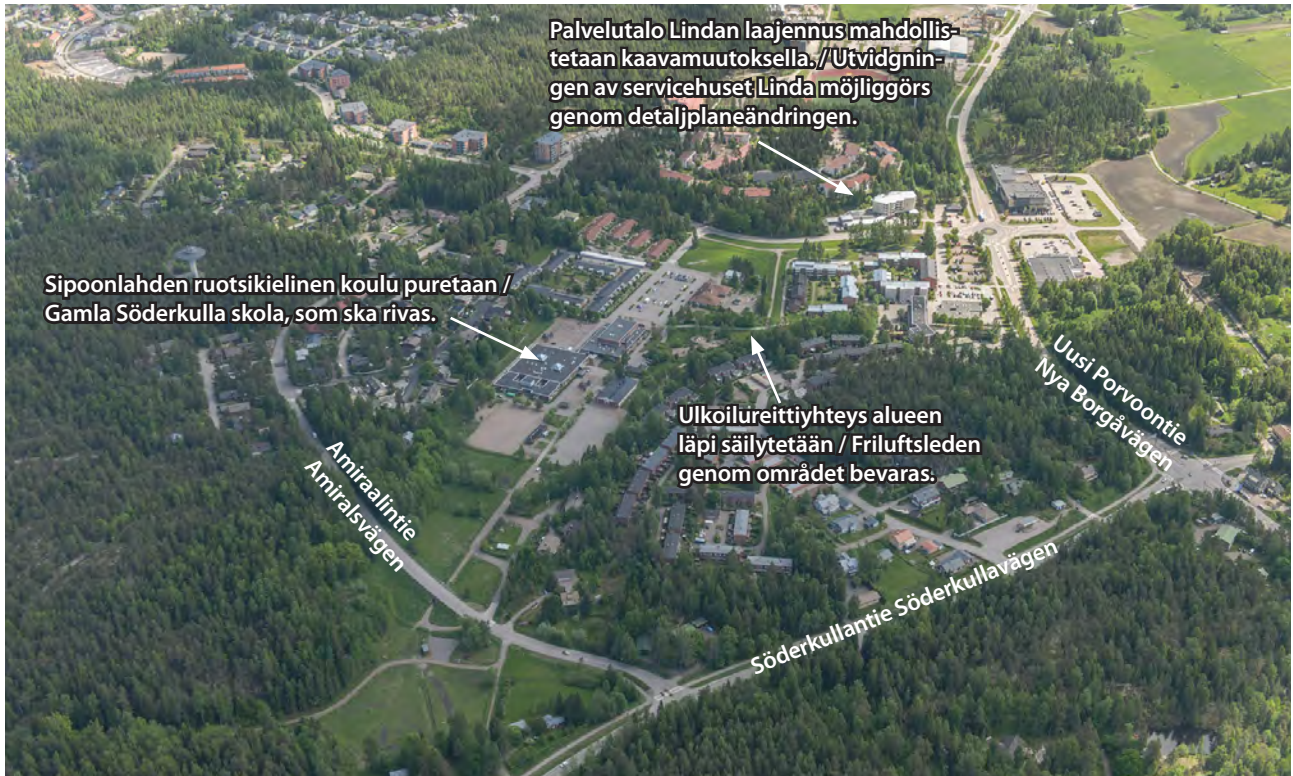 Palvelutalo Lindan laajennus mahdollis-
tetaan kaavamuutoksella. / Utvidgnin-
gen av servicehuset Linda möjliggörs
genom detaljplaneändringen.
Sipoonlahden ruotsikielinen koulu puretaan /
Gamla Söderkulla skola, som ska rivas.
Uusi Porvoontie
Nya Borgåvägen
Ulkoilureittiyhteys alueen
läpi säilytetään / Friluftsleden
genom området bevaras.
Amiraalintie
Amiralsvägen
Söderkullantie Söderkullavägen